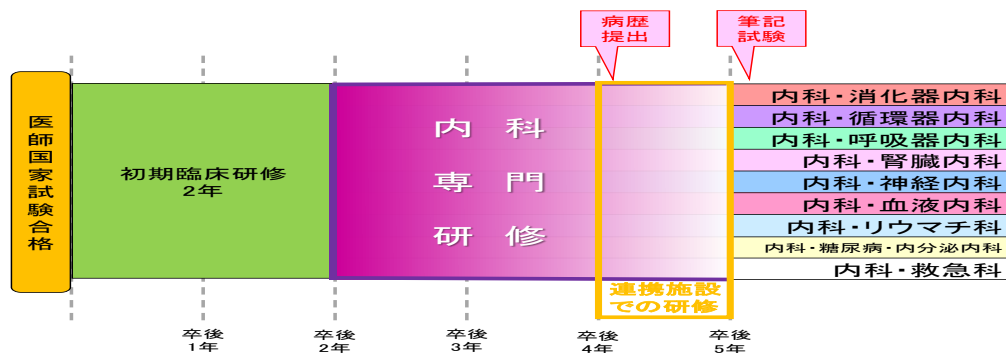 病歴
提出
筆記
試験
医師国家試験合格
初期臨床研修
2年
内科
専門
研修
内科・消化器内科
内科・循環器内科
内科・呼吸器内科
内科・腎臓内科
内科・神経内科
内科・血液内科
内科・リウマチ科
内科・糖尿病・内分泌内科
内科・救急科
連携施設
での研修
卒後
1年
卒後
2年
卒後
3年
卒後
4年
卒後
5年